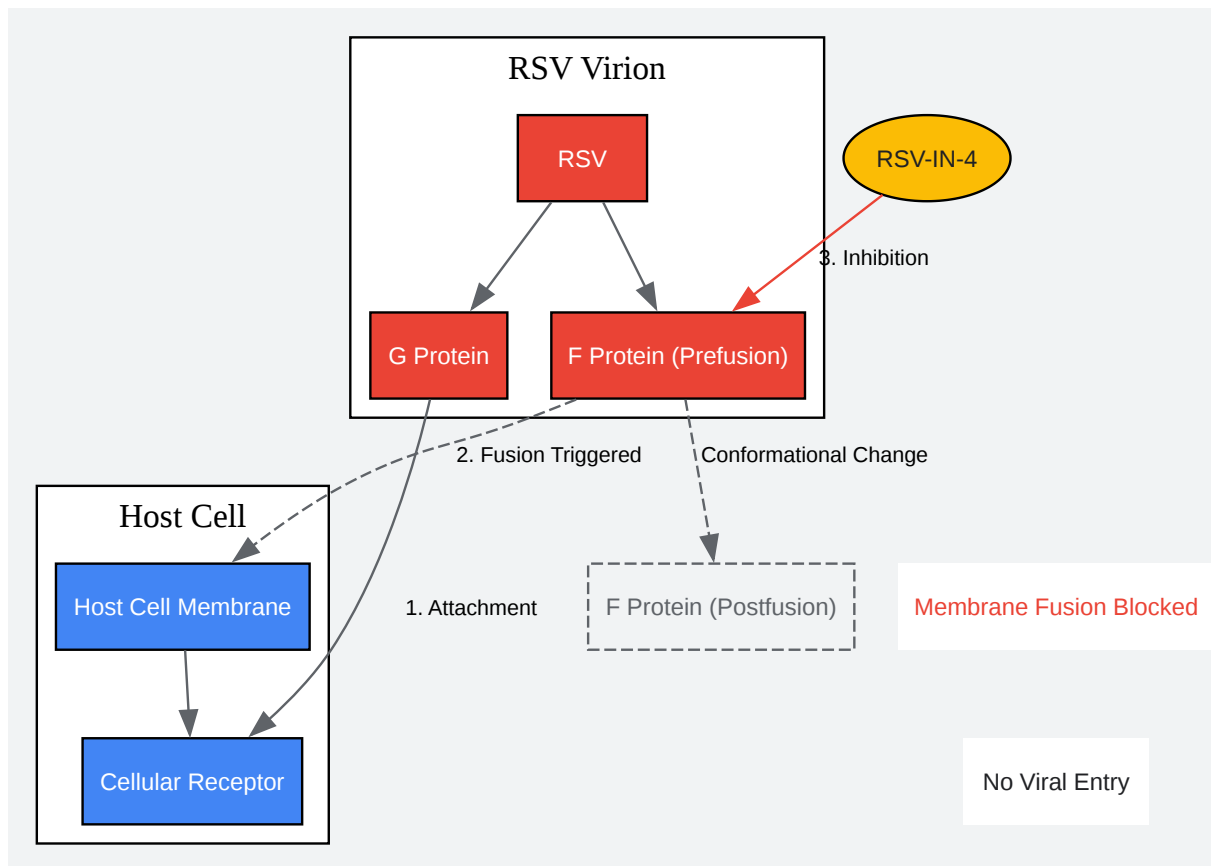 RSV Virion
RSV
RSV-IN-4
3. Inhibition
G Protein
F Protein (Prefusion)
2. Fusion Triggered
Conformational Change
Host Cell
Host Cell Membrane
1. Attachment
F Protein (Postfusion)
Membrane Fusion Blocked
Cellular Receptor
No Viral Entry